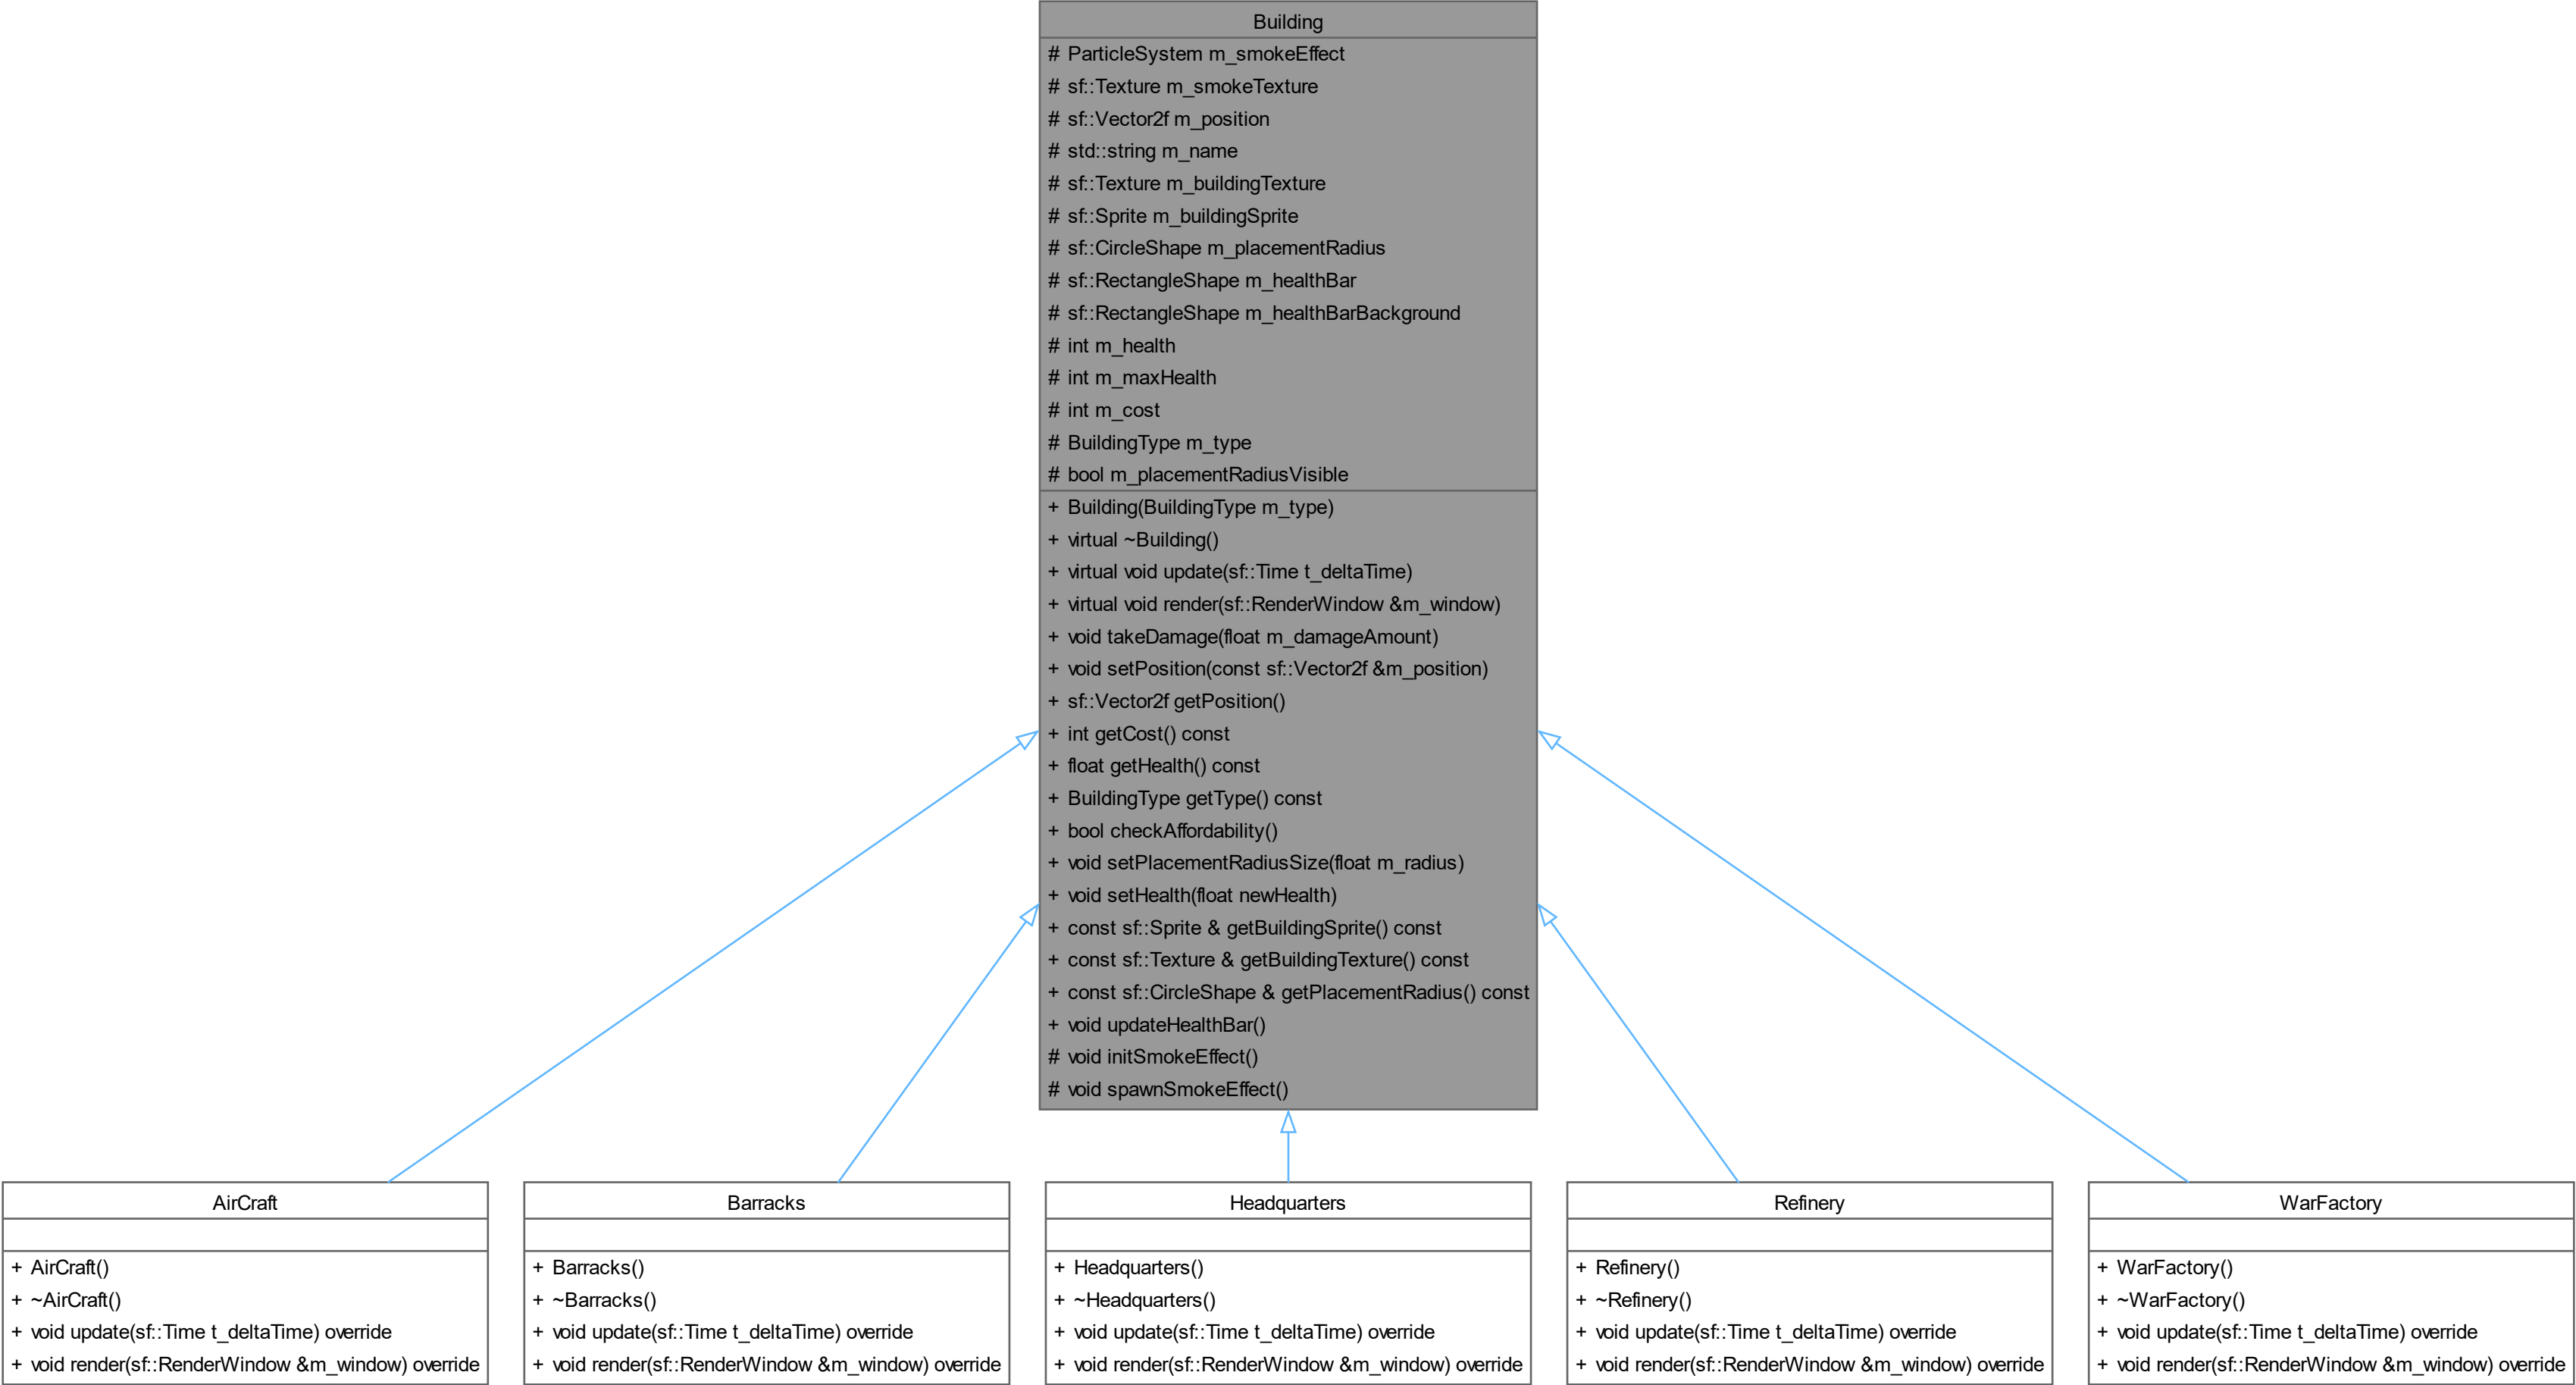 Building
# ParticleSystem m_smokeEffect
# sf::Texture m_smokeTexture
# sf::Vector2f m_position
# std::string m_name
# sf::Texture m_buildingTexture
# sf::Sprite m_buildingSprite
# sf::CircleShape m_placementRadius
# sf::RectangleShape m_healthBar
# sf::RectangleShape m_healthBarBackground
# int m_health
# int m_maxHealth
# int m_cost
# BuildingType m_type
# bool m_placementRadiusVisible
+ Building(BuildingType m_type)
+ virtual ~Building()
+ virtual void update(sf::Time t_deltaTime)
+ virtual void render(sf::RenderWindow &m_window)
+ void takeDamage(float m_damageAmount)
+ void setPosition(const sf::Vector2f &m_position)
+ sf::Vector2f getPosition()
+ int getCost() const
+ float getHealth() const
+ BuildingType getType() const
+ bool checkAffordability()
+ void setPlacementRadiusSize(float m_radius)
+ void setHealth(float newHealth)
+ const sf::Sprite & getBuildingSprite() const
+ const sf::Texture & getBuildingTexture() const
+ const sf::CircleShape & getPlacementRadius() const
+ void updateHealthBar()
# void initSmokeEffect()
# void spawnSmokeEffect()
AirCraft
+ AirCraft()
+ ~AirCraft()
+ void update(sf::Time t_deltaTime) override
+ void render(sf::RenderWindow &m_window) override
Barracks
+ Barracks()
+ ~Barracks()
+ void update(sf::Time t_deltaTime) override
+ void render(sf::RenderWindow &m_window) override
Headquarters
+ Headquarters()
+ ~Headquarters()
+ void update(sf::Time t_deltaTime) override
+ void render(sf::RenderWindow &m_window) override
Refinery
+ Refinery()
+ ~Refinery()
+ void update(sf::Time t_deltaTime) override
+ void render(sf::RenderWindow &m_window) override
WarFactory
+ WarFactory()
+ ~WarFactory()
+ void update(sf::Time t_deltaTime) override
+ void render(sf::RenderWindow &m_window) override